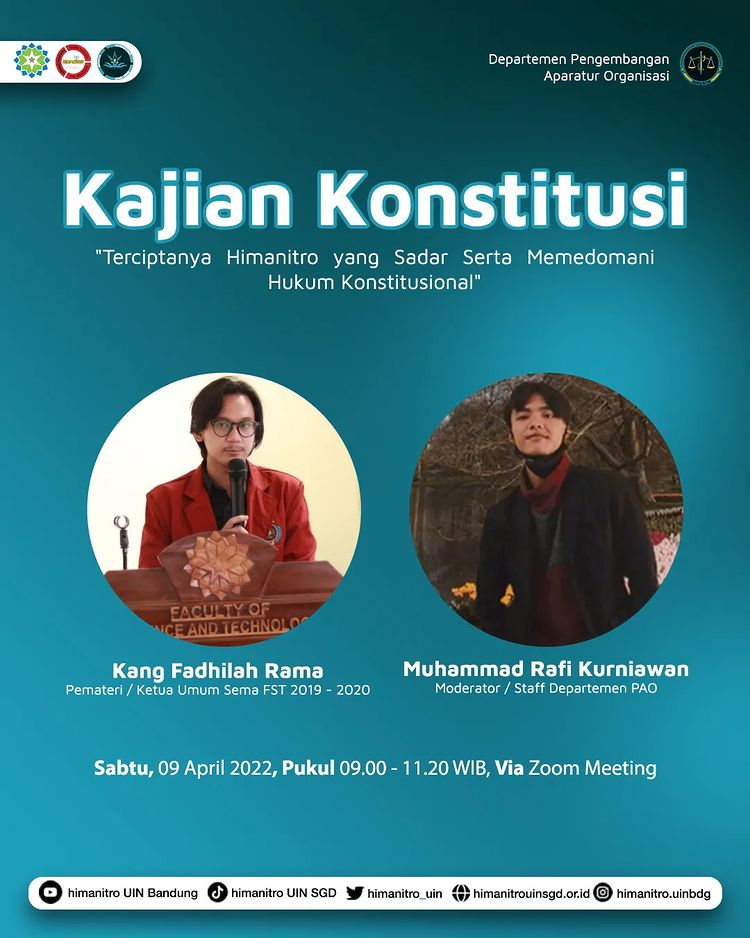 Departemen Pengembangan
Aparatur Organisasi
Kajian Konstitusi
"Terciptanya Himanitro yang Sadar Serta Memedomani
Hukum Konstitusional"
FACULTY OF
NCE AND TECHNOLOG
Kang Fadhilah Rama
Pemateri / Ketua Umum Sema FST 2019 - 2020
Muhammad Rafi Kurniawan
Moderator / Staff Departemen PAO
Sabtu, 09 April 2022, Pukul 09.00 - 11.20 WIB, Via Zoom Meeting
himanitro UIN Bandung himanitro UIN SGD himanitro_uin himanitrouinsgd.or.id himanitro.uinbdg